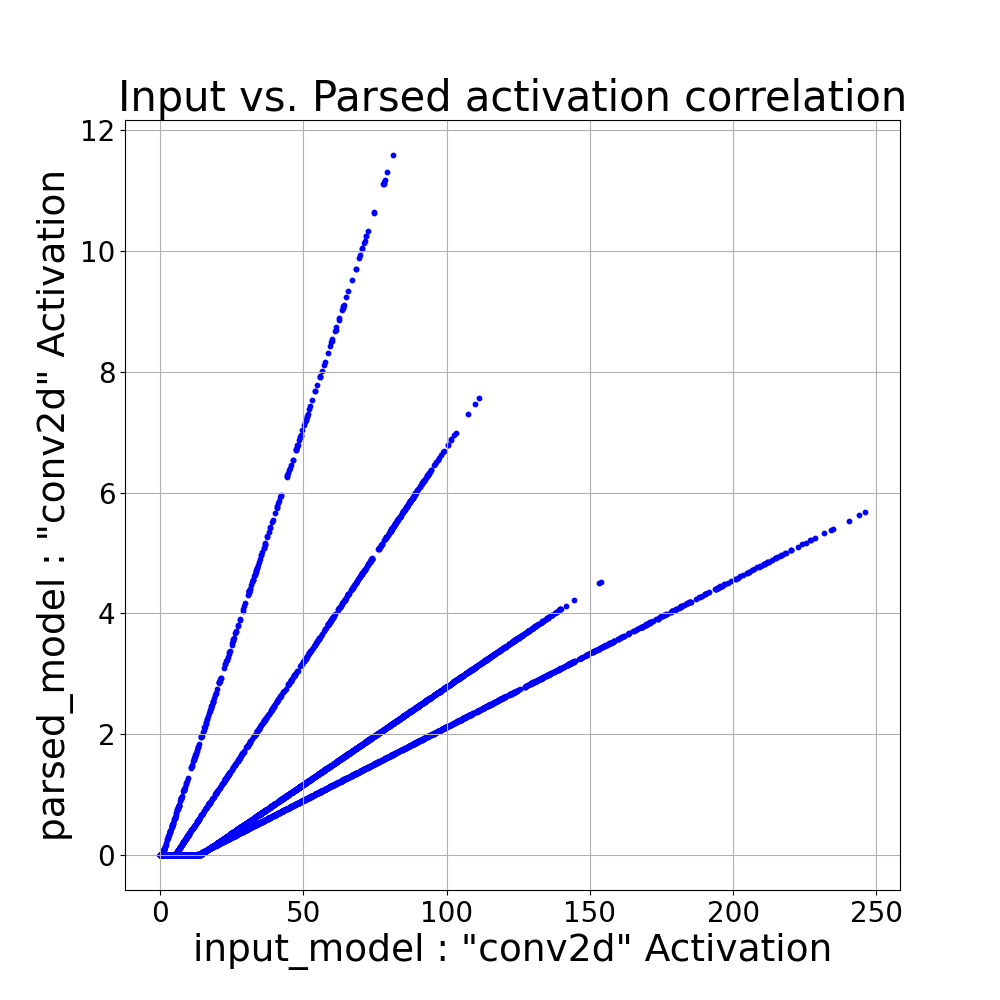 Input vs. Parsed activation correlation
12
10
8
6
4
2
0
parsed_model : "conv2d" Activation
0 50 100 150 200 250
input_model : "conv2d" Activation